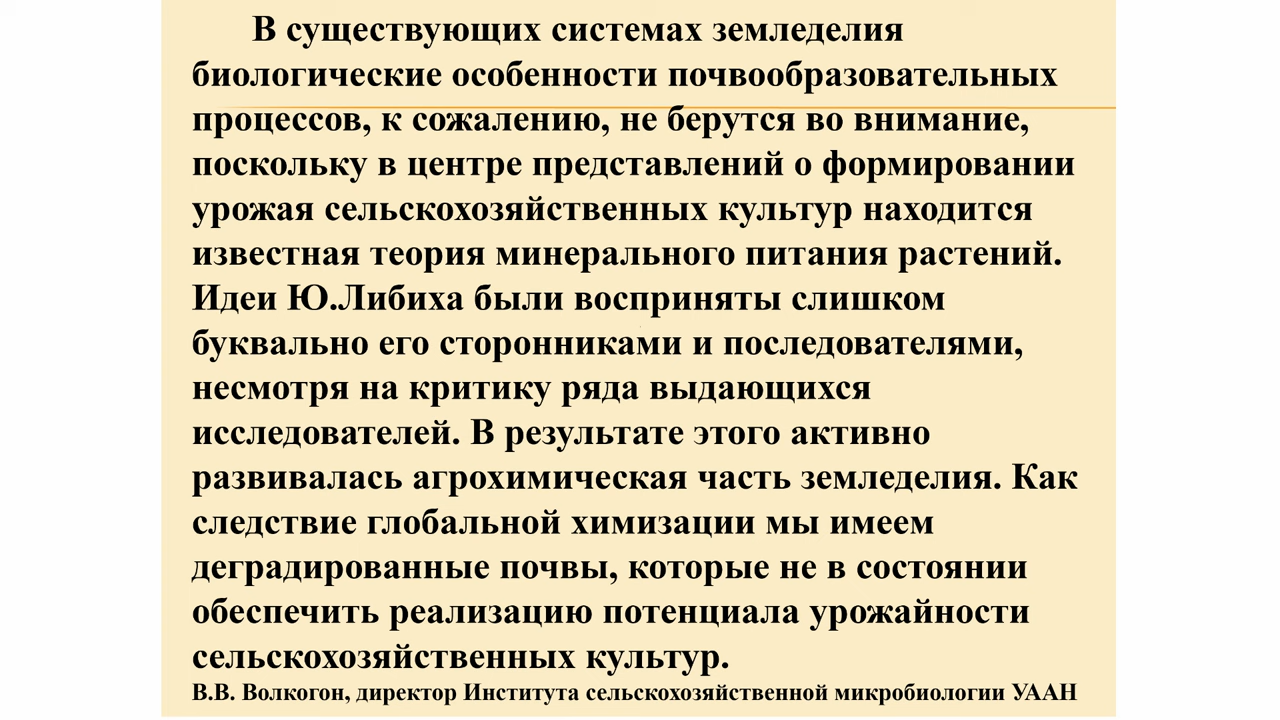 В существующих системах земледелия
биологические особенности почвообразовательных
процессов, к сожалению, не берутся во внимание,
поскольку в центре представлений о формировании
урожая сельскохозяйственных культур находится
известная теория минерального питания растений.
Идеи Ю.Либиха были восприняты слишком
буквально его сторонниками и последователями,
несмотря на критику ряда выдающихся
исследователей. В результате этого активно
развивалась агрохимическая часть земледелия. Как
следствие глобальной химизации мы имеем
деградированные почвы, которые не в состоянии
обеспечить реализацию потенциала урожайности
сельскохозяйственных культур.
В.В. Волкогон, директор Института сельскохозяйственной микробиологии УААН